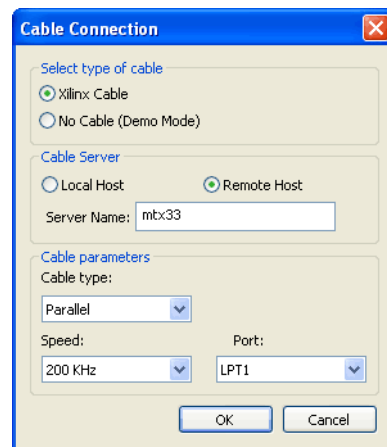 Cable Connection
Select type of cable
Xilinx Cable
No Cable (Demo Mode)
Cable Server
Local Host Remote Host
Server Name: mtx33
Cable parameters
Cable type:
Parallel
Speed: Port:
200 KHz LPT1
OK Cancel